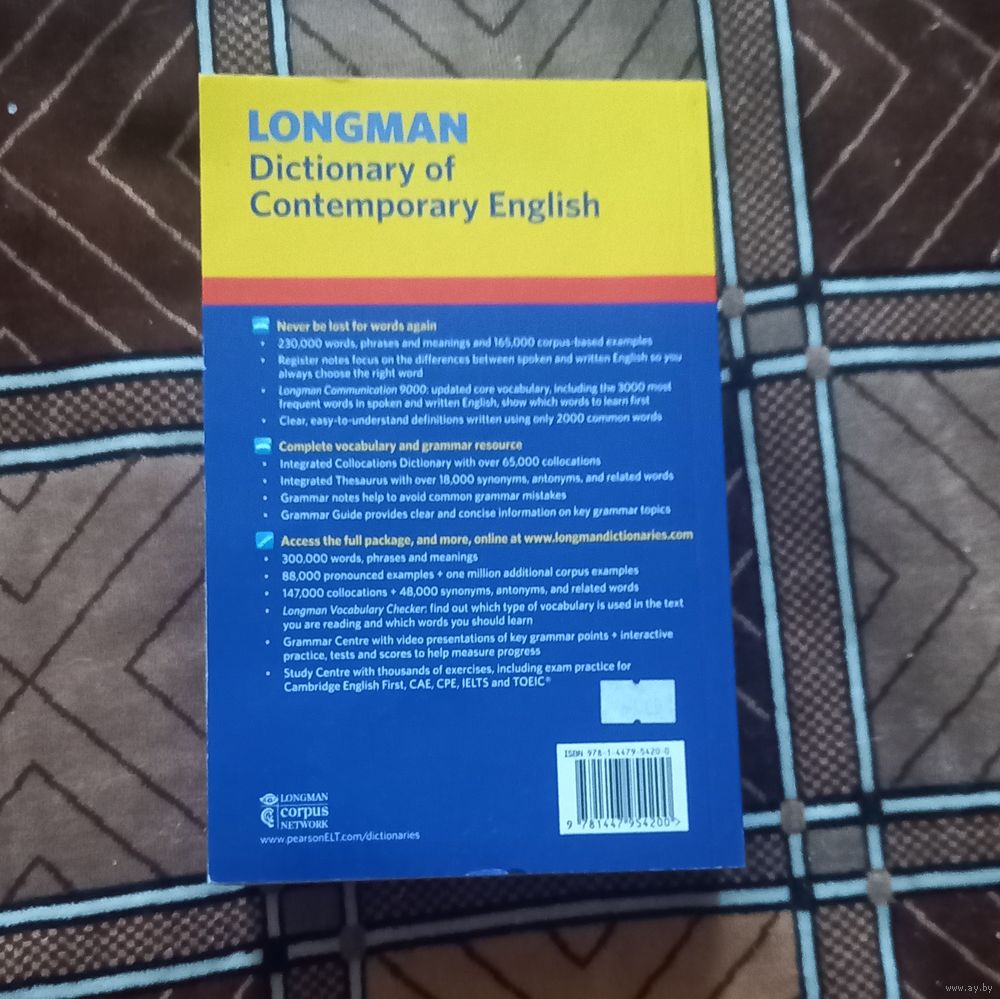 LONGMAN
Dictionary of
Contemporary English
Never be lost for words again
• 230,000 words, phrases and meanings and 165,000 corpus-based examples
• Register notes focus on the differences between spoken and written English so you
always choose the right word
• Longman Communication 9000: updated core vocabulary, including the 3000 most
frequent words in spoken and written English, show which words to learn first
• Clear, easy-to-understand definitions written using only 2000 common words
Complete vocabulary and grammar resource
• Integrated Collocations Dictionary with over 65,000 collocations
• Integrated Thesaurus with over 18,000 synonyms, antonyms, and related words
• Grammar notes help to avoid common grammar mistakes
• Grammar Guide provides clear and concise information on key grammar topics
Access the full package, and more, online at www.longmandictionaries.com
• 300,000 words, phrases and meanings
• 88,000 pronounced examples + one million additional corpus examples
• 147,000 collocations + 48,000 synonyms, antonyms, and related words
• Longman Vocabulary Checker: find out which type of vocabulary is used in the text
you are reading and which words you should learn
• Grammar Centre with video presentations of key grammar points + interactive
practice, tests and scores to help measure progress
• Study Centre with thousands of exercises, including exam practice for
Cambridge English First, CAE, CPE, IELTS and TOEIC®
ISBN 978-1-4479-5420-0
9 781447 954200 >
LONGMAN
corpus
NETWORK
www.pearsonELT.com/dictionaries
www.ay.by